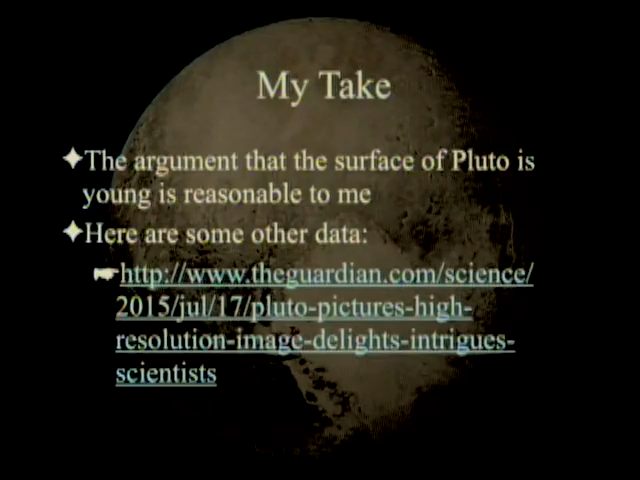 My Take
The argument that the surface of Pluto is
young is reasonable to me
Here are some other data:
http://www.theguardian.com/science/
2015/jul/17/pluto-pictures-high-
resolution-image-delights-intrigues-
scientists